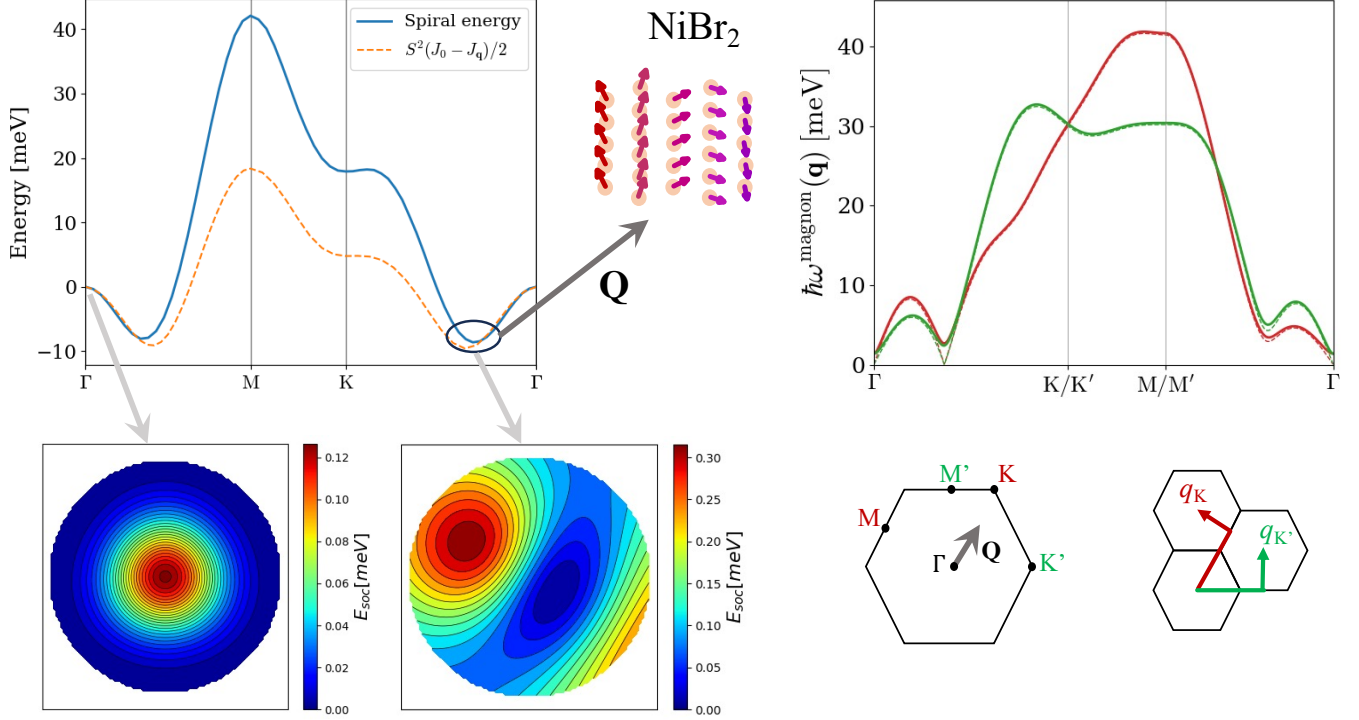 Energy [meV]
40
30
20
10
0
−10
Spiral energy
S²(J₀ − J_𝐪)/2
Γ
M
K
Γ
NiBr₂
Q
ℏω^magnon(𝐪) [meV]
40
30
20
10
0
Γ
K/K′
M/M′
Γ
0.12
0.10
0.08
0.06
0.04
0.02
0.00
E_soc[meV]
0.30
0.25
0.20
0.15
0.10
0.05
0.00
E_soc[meV]
M'
K
M
Γ
Q
K'
q_K
q_K'